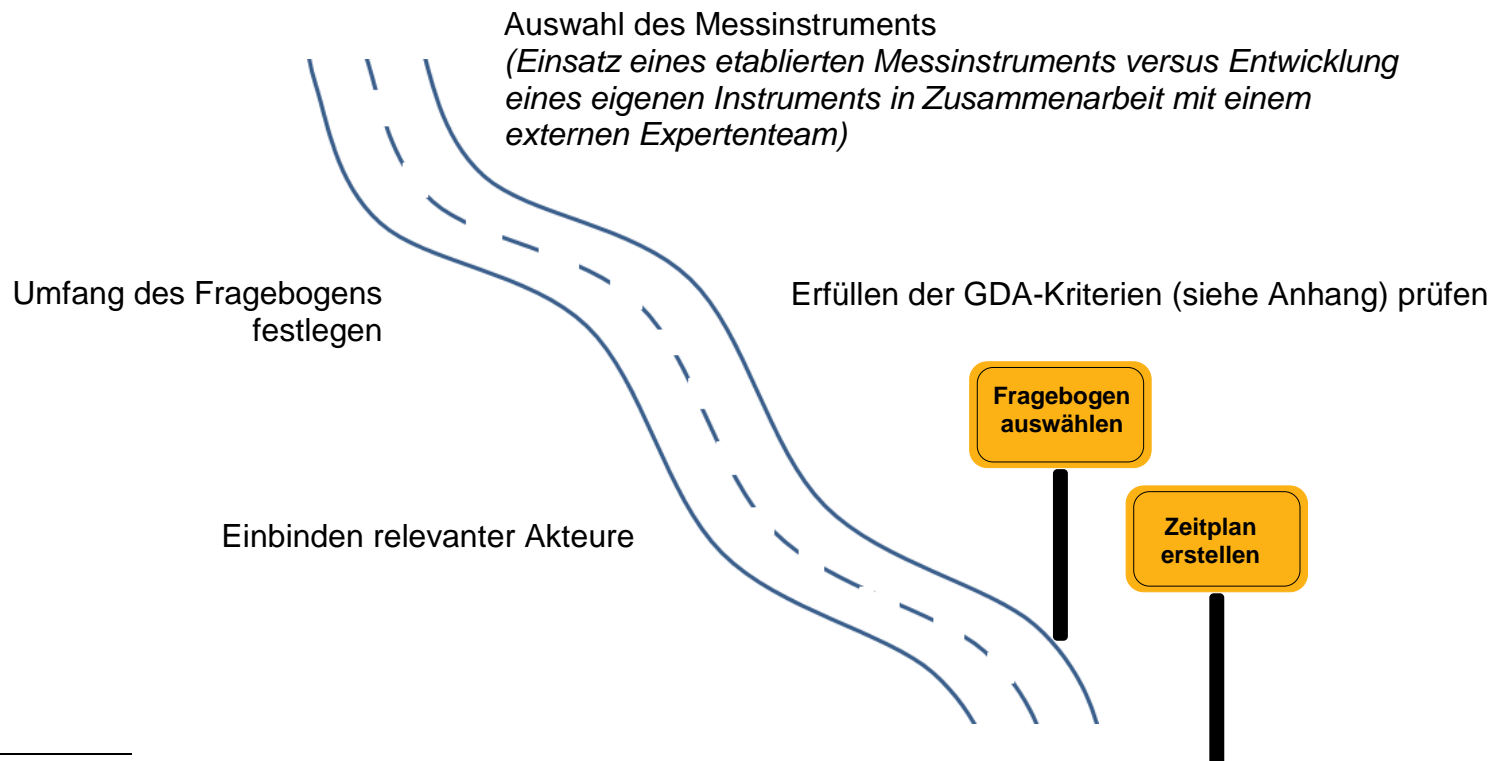 Auswahl des Messinstruments
(Einsatz eines etablierten Messinstruments versus Entwicklung
eines eigenen Instruments in Zusammenarbeit mit einem
externen Expertenteam)
Umfang des Fragebogens
festlegen
Erfüllen der GDA-Kriterien (siehe Anhang) prüfen
Fragebogen
auswählen
Einbinden relevanter Akteure
Zeitplan
erstellen